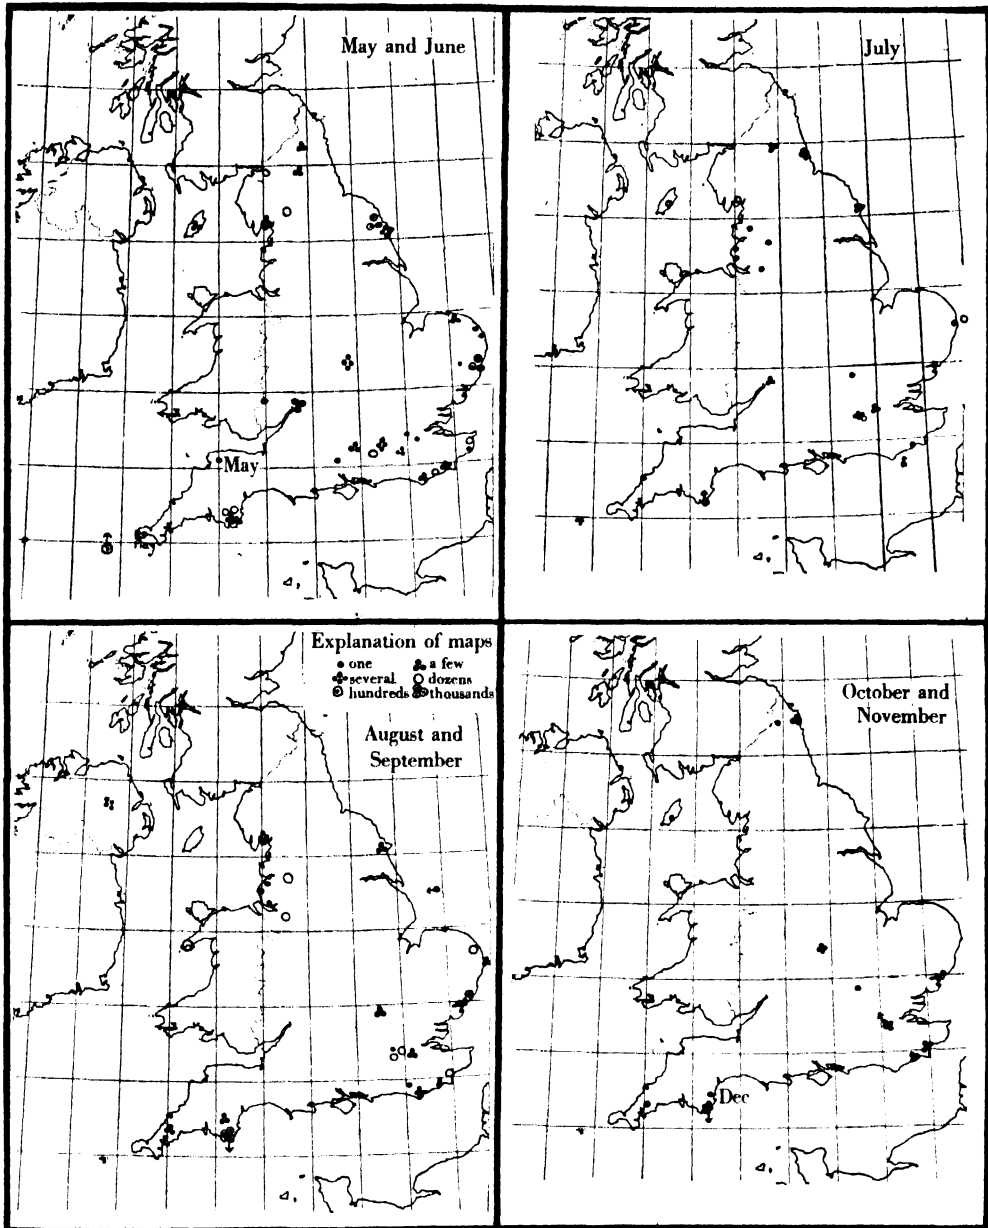 May and June
July
May
Explanation of maps
one
a few
several
dozens
hundreds
thousands
August and
September
October and
November
Dec